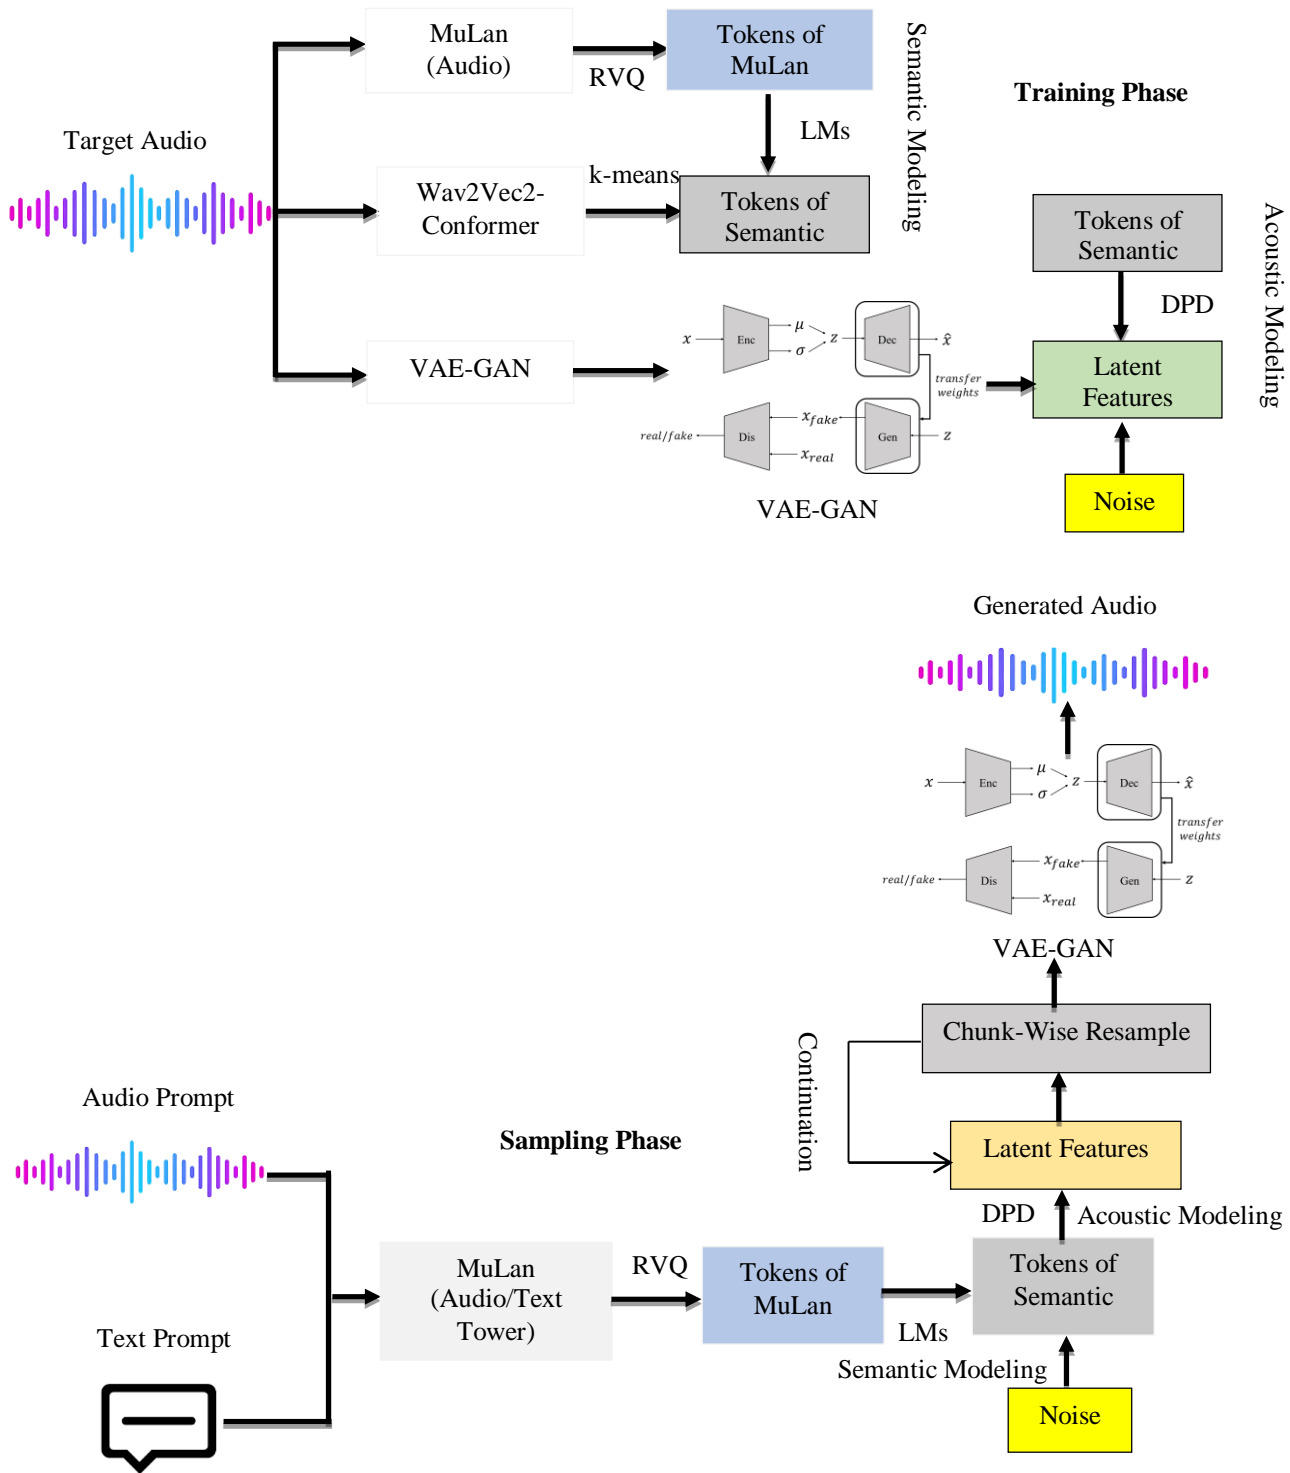 MuLan
(Audio)
RVQ
Tokens of
MuLan
Semantic Modeling
Training Phase
Target Audio
LMs
Wav2Vec2-
Conformer
k-means
Tokens of
Semantic
Tokens of
Semantic
Acoustic Modeling
DPD
VAE-GAN
x
Enc
μ
σ
z
Dec
x̂
transfer
weights
real/fake
Dis
x_fake
x_real
Gen
z
VAE-GAN
Latent
Features
Noise
Generated Audio
x
Enc
μ
σ
z
Dec
x̂
transfer
weights
real/fake
Dis
x_fake
x_real
Gen
z
VAE-GAN
Chunk-Wise Resample
Continuation
Latent Features
DPD
Acoustic Modeling
Audio Prompt
Sampling Phase
Text Prompt
MuLan
(Audio/Text
Tower)
RVQ
Tokens of
MuLan
LMs
Semantic Modeling
Tokens of
Semantic
Noise